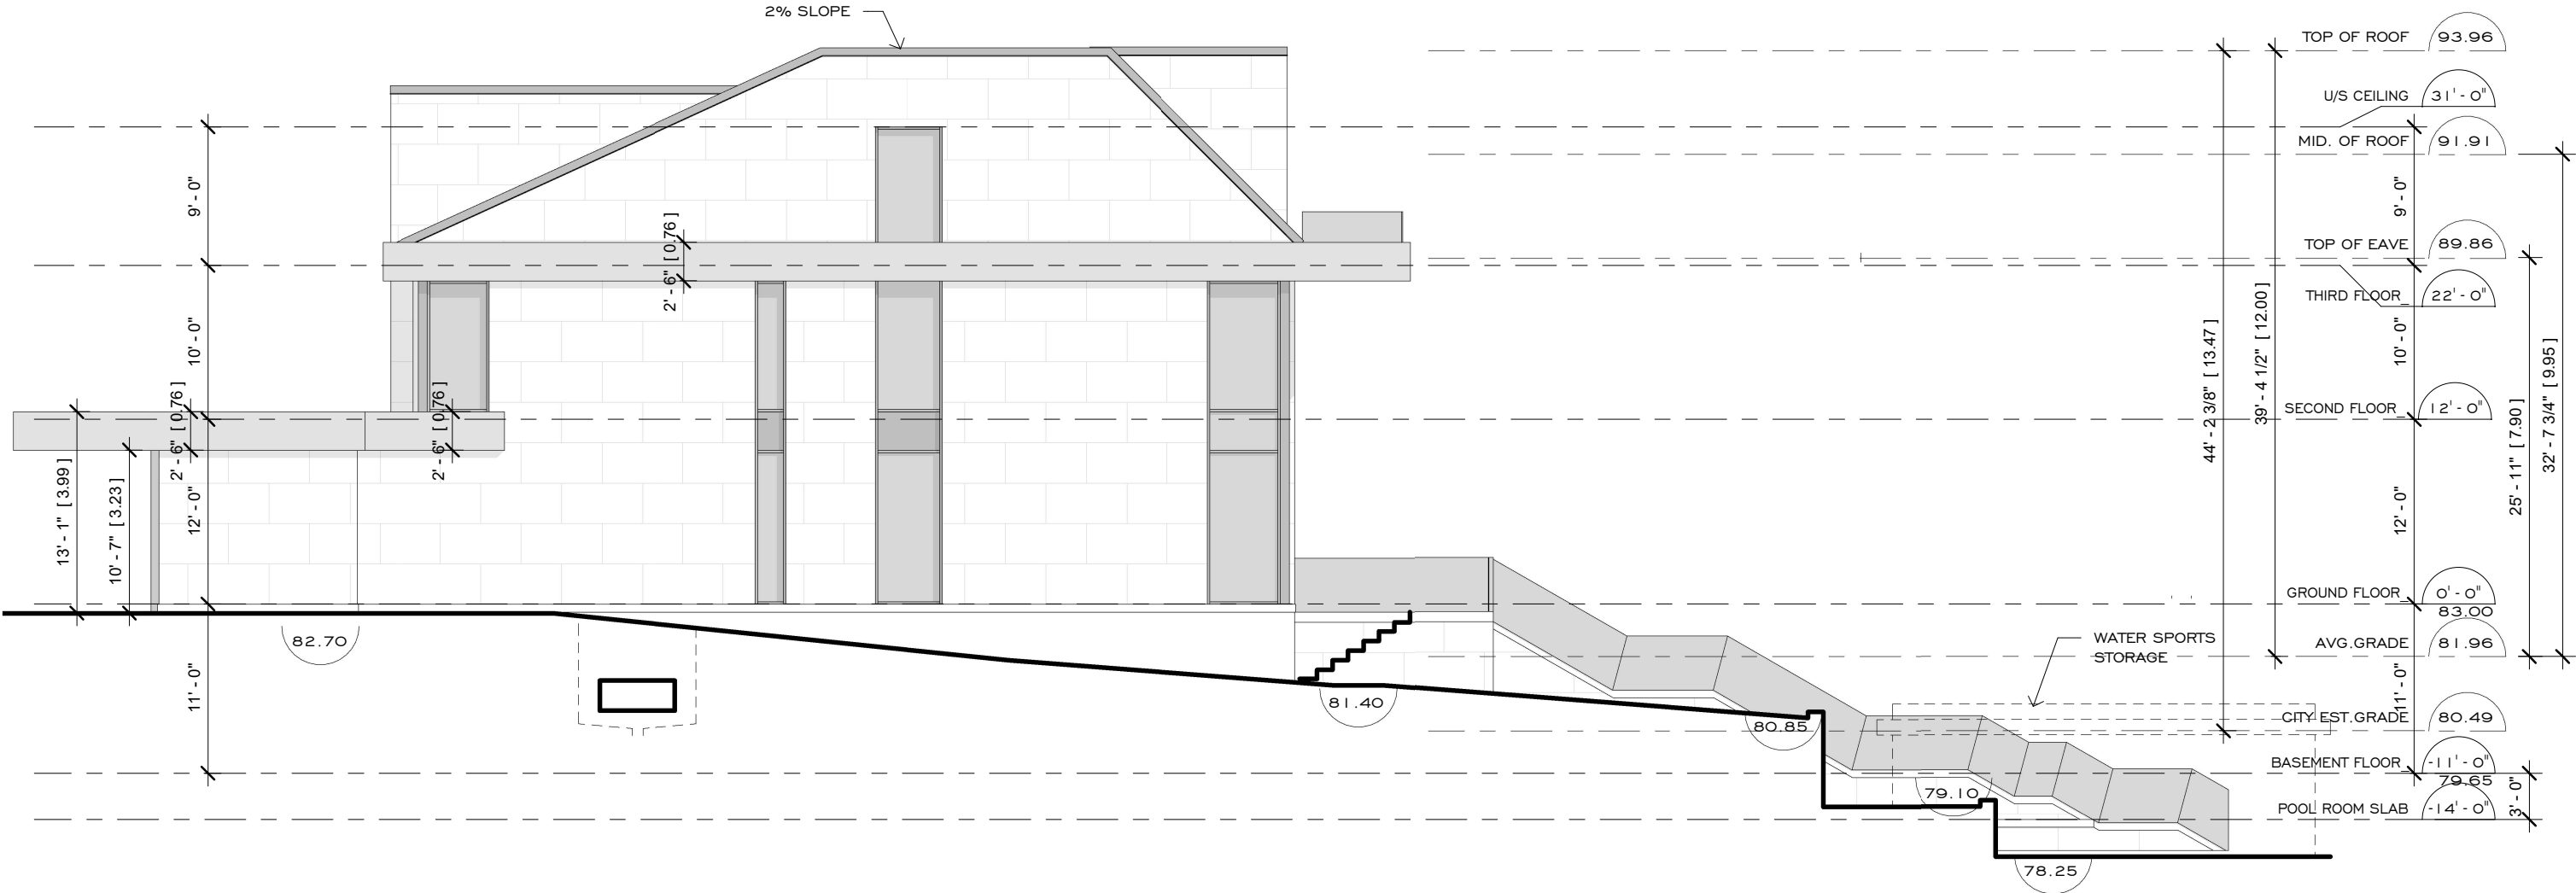 2% SLOPE
TOP OF ROOF 93.96
U/S CEILING 31' - 0"
MID. OF ROOF 91.91
9' - 0"
9' - 0"
2' - 6" [ 0.76 ]
TOP OF EAVE 89.86
THIRD FLOOR 22' - 0"
10' - 0"
10' - 0"
44' - 2 3/8" [ 13.47 ]
39' - 4 1/2" [ 12.00 ]
25' - 11" [ 7.90 ]
32' - 7 3/4" [ 9.95 ]
SECOND FLOOR 12' - 0"
2' - 6" [ 0.76 ]
2' - 6" [ 0.76 ]
13' - 1" [ 3.99 ]
10' - 7" [ 3.23 ]
12' - 0"
12' - 0"
GROUND FLOOR 0' - 0"
83.00
82.70
WATER SPORTS
STORAGE
AVG.GRADE 81.96
11' - 0"
11' - 0"
81.40
80.85
CITY EST.GRADE 80.49
BASEMENT FLOOR -11' - 0"
79.65
79.10
POOL ROOM SLAB -14' - 0"
3' - 0"
78.25